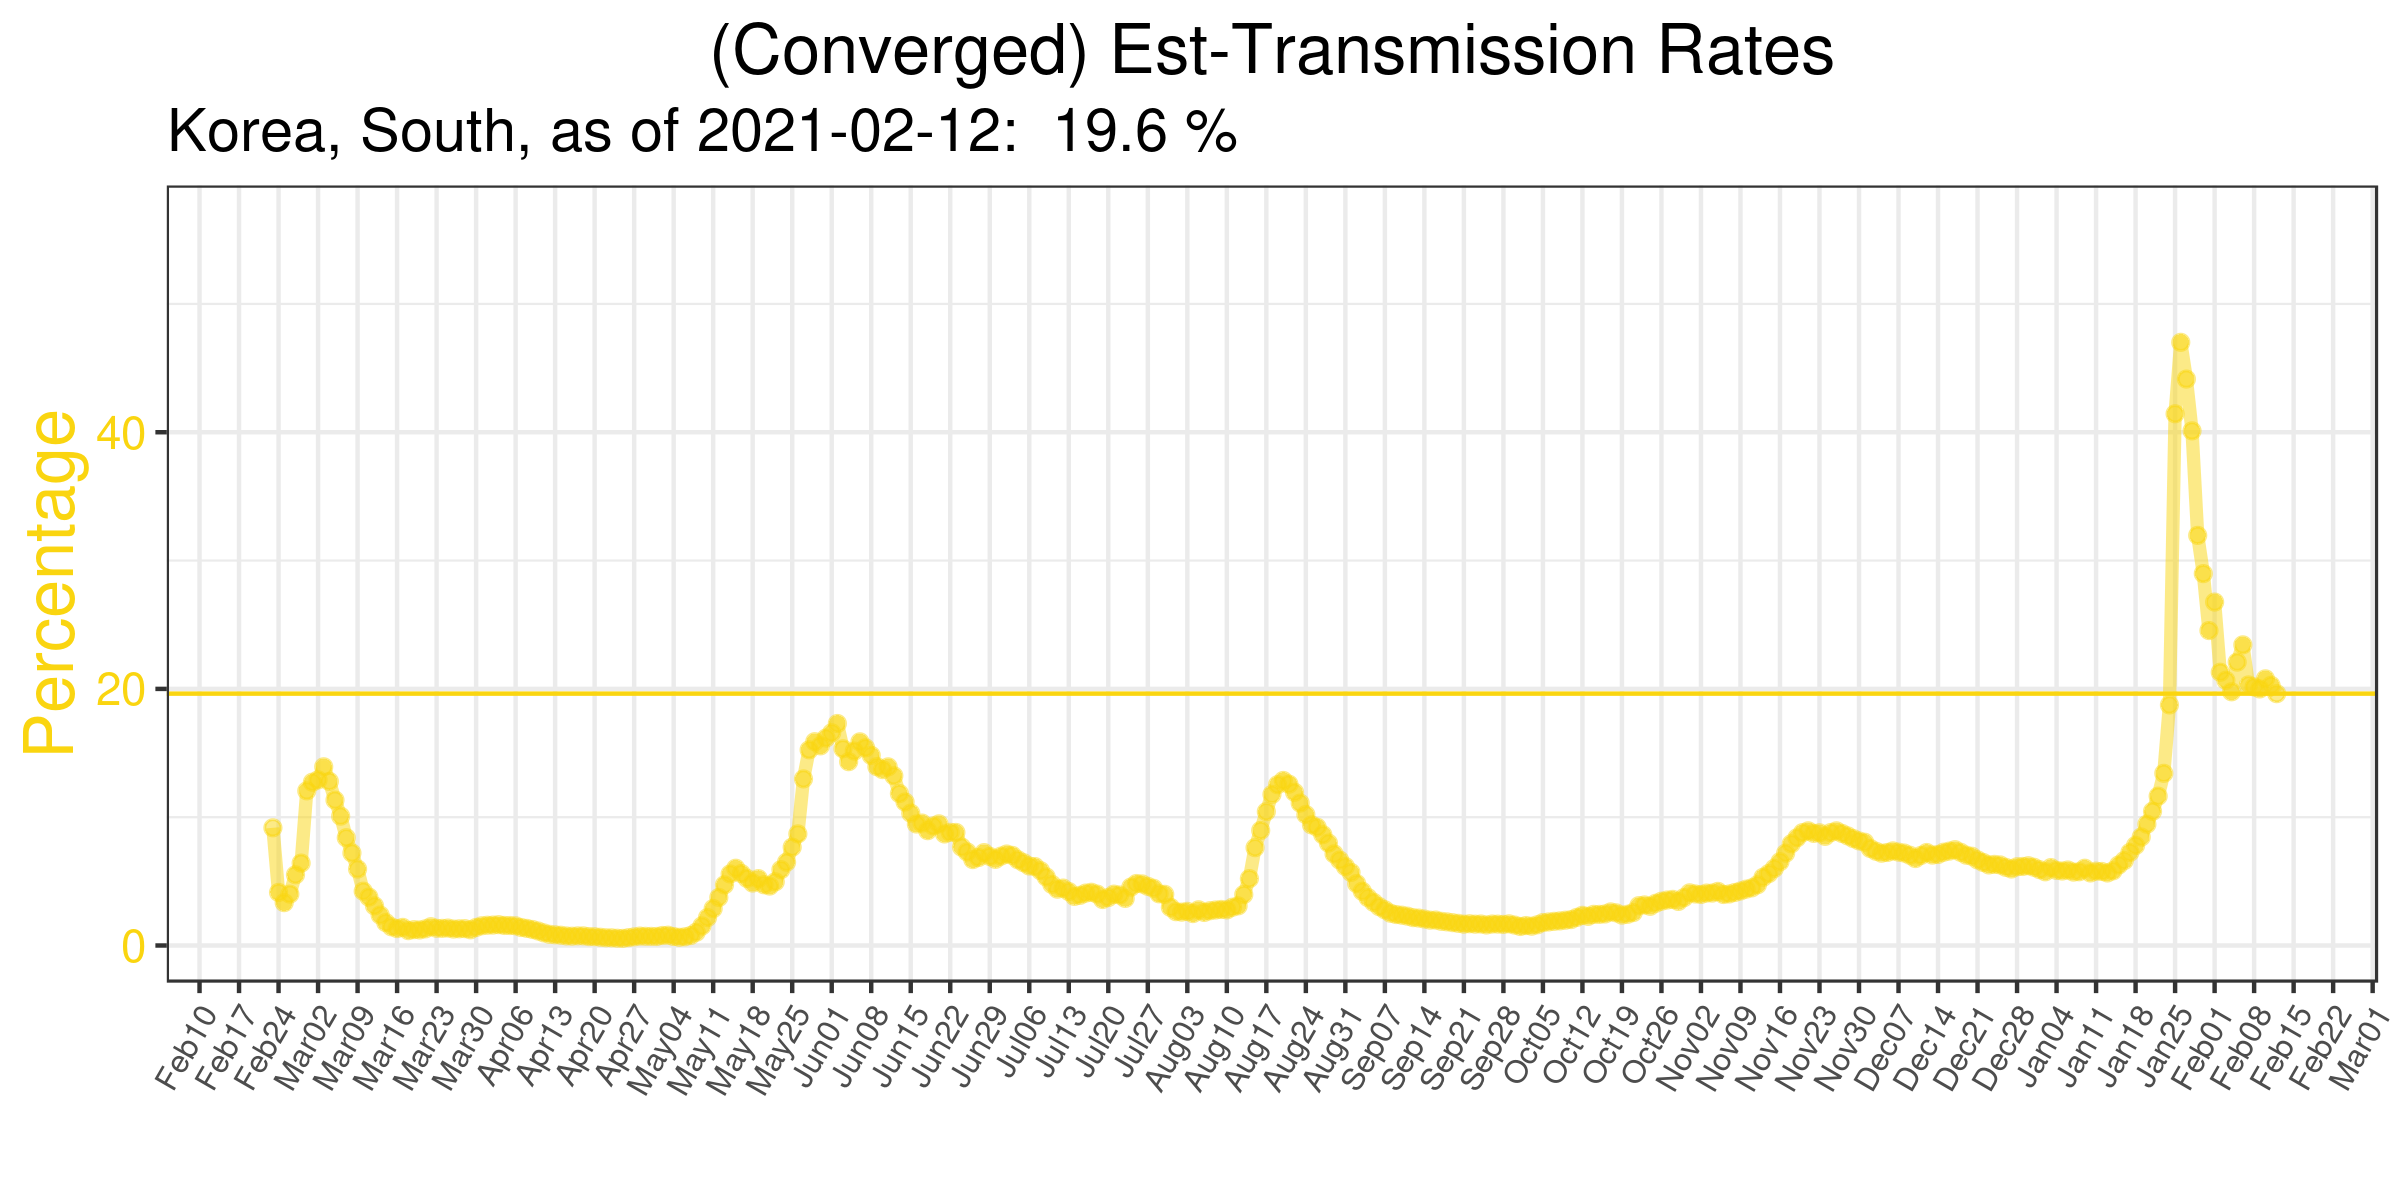 (Converged) Est-Transmission Rates
Korea, South, as of 2021-02-12:  19.6 %
Percentage
40
20
0
Feb10
Feb17
Feb24
Mar02
Mar09
Mar16
Mar23
Mar30
Apr06
Apr13
Apr20
Apr27
May04
May11
May18
May25
Jun01
Jun08
Jun15
Jun22
Jun29
Jul06
Jul13
Jul20
Jul27
Aug03
Aug10
Aug17
Aug24
Aug31
Sep07
Sep14
Sep21
Sep28
Oct05
Oct12
Oct19
Oct26
Nov02
Nov09
Nov16
Nov23
Nov30
Dec07
Dec14
Dec21
Dec28
Jan04
Jan11
Jan18
Jan25
Feb01
Feb08
Feb15
Feb22
Mar01